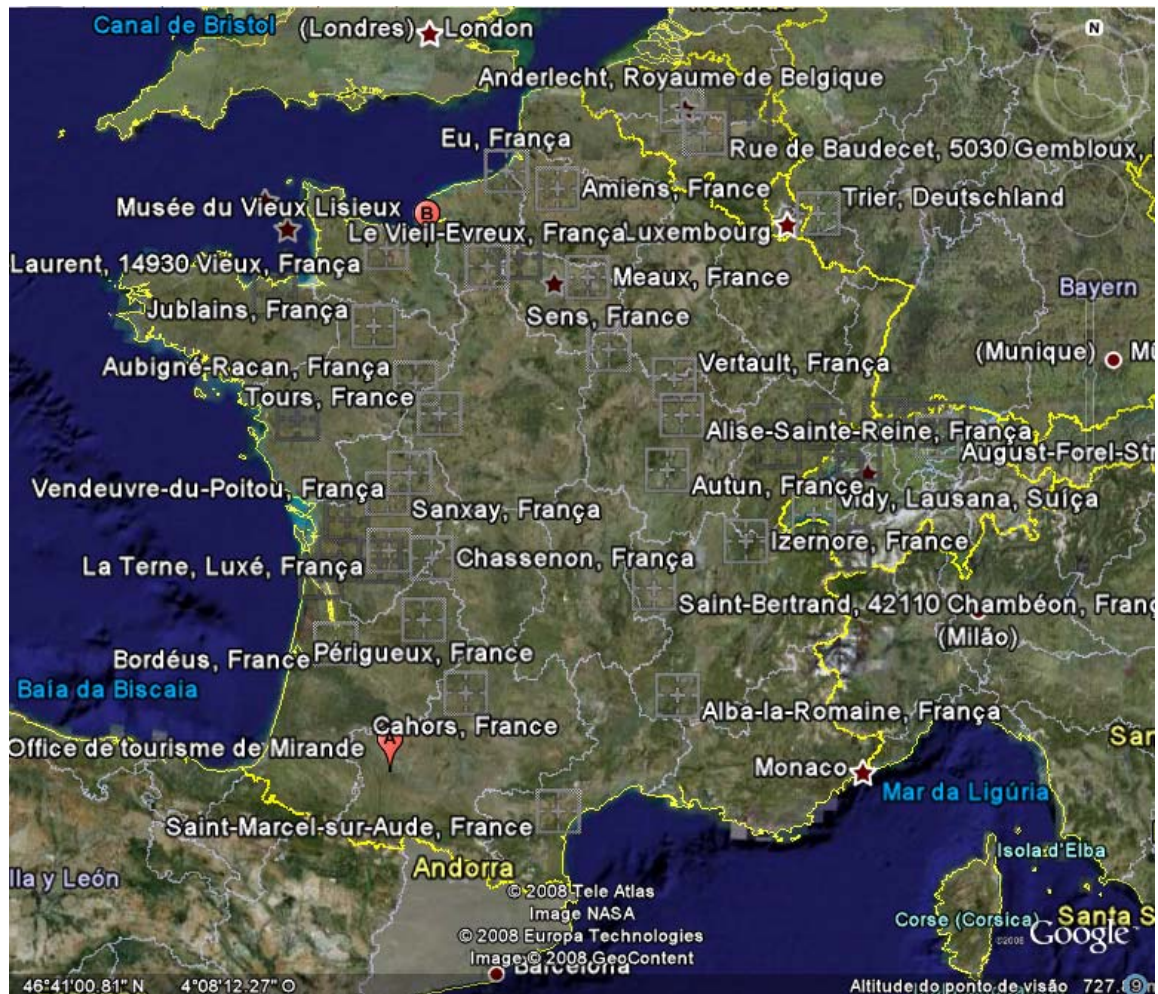 Canal de Bristol
(Londres) London
N
Anderlecht, Royaume de Belgique
Eu, França
Rue de Baudecet, 5030 Gembloux,
Amiens, France
Trier, Deutschland
Musée du Vieux Lisieux
B
Le Vieil-Evreux, França
Luxembourg
Laurent, 14930 Vieux, França
Meaux, France
Bayern
Jublains, França
Sens, France
(Munique)
Aubigné-Racan, França
Vertault, França
Tours, France
Alise-Sainte-Reine, França
August-Forel-Str
Vendeuvre-du-Poitou, França
Autun, France
Vidy, Lausana, Suíça
Sanxay, França
Izernore, France
La Terne, Luxé, França
Chassenon, França
Saint-Bertrand, 42110 Chambéon, Franç
(Milão)
Bordéus, France
Périgueux, France
Baía da Biscaia
Cahors, France
Alba-la-Romaine, França
A
Office de tourisme de Mirande
San
Monaco
Mar da Ligúria
Saint-Marcel-sur-Aude, France
Isola d'Elba
Andorra
lla y León
© 2008 Tele Atlas
Image NASA
© 2008 Europa Technologies
Image © 2008 GeoContent
Corse (Corsica)
Santa S
©2008 Google™
Barcelona
46°41'00.81" N 4°08'12.27" O
Altitude do ponto de visão 727.